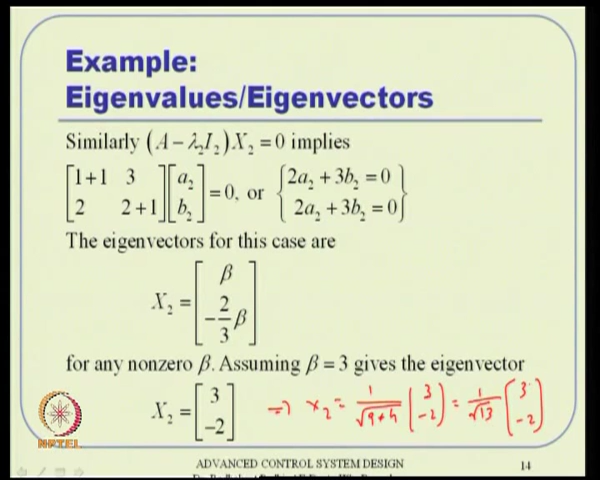 Example:
Eigenvalues/Eigenvectors
Similarly (A − λ₂I₂)X₂ = 0 implies
[1+1 3; 2 2+1][a₂; b₂] = 0, or {2a₂ + 3b₂ = 0; 2a₂ + 3b₂ = 0}
The eigenvectors for this case are
X₂ = [β; −2/3 β]
for any nonzero β. Assuming β = 3 gives the eigenvector
X₂ = [3; −2] ⇒ x₂ = 1/√(9+4) (3; −2) = 1/√13 (3; −2)
NPTEL
ADVANCED CONTROL SYSTEM DESIGN 14